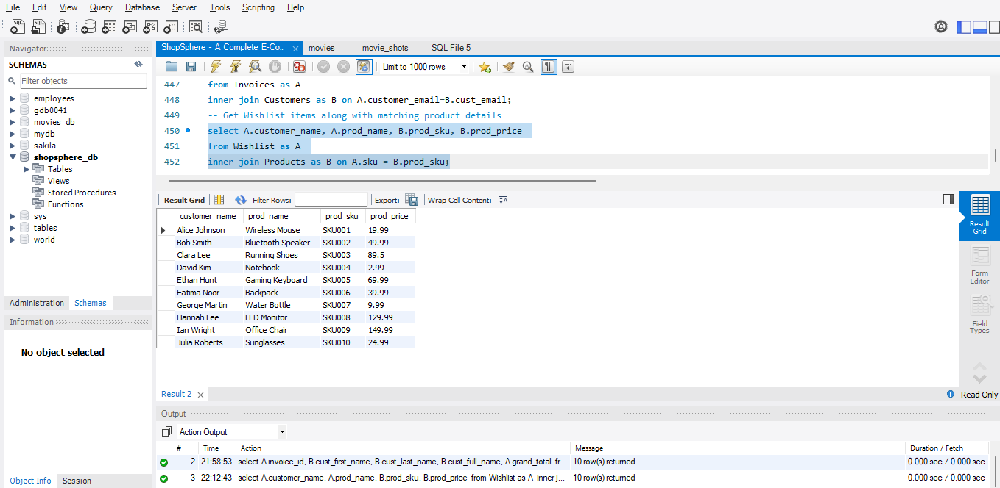 File Edit View Query Database Server Tools Scripting Help
Navigator
SCHEMAS
Filter objects
employees
gdb0041
movies_db
mydb
sakila
shopsphere_db
Tables
Views
Stored Procedures
Functions
sys
tables
world
Administration Schemas
Information
No object selected
Object Info Session
ShopSphere - A Complete E-Co... movies movie_shots SQL File 5
Limit to 1000 rows
447 from Invoices as A
448 inner join Customers as B on A.customer_email=B.cust_email;
449 -- Get Wishlist items along with matching product details
450 select A.customer_name, A.prod_name, B.prod_sku, B.prod_price
451 from Wishlist as A
452 inner join Products as B on A.sku = B.prod_sku;
Result Grid Filter Rows: Export: Wrap Cell Content:
customer_name prod_name prod_sku prod_price
Alice Johnson Wireless Mouse SKU001 19.99
Bob Smith Bluetooth Speaker SKU002 49.99
Clara Lee Running Shoes SKU003 89.5
David Kim Notebook SKU004 2.99
Ethan Hunt Gaming Keyboard SKU005 69.99
Fatima Noor Backpack SKU006 39.99
George Martin Water Bottle SKU007 9.99
Hannah Lee LED Monitor SKU008 129.99
Ian Wright Office Chair SKU009 149.99
Julia Roberts Sunglasses SKU010 24.99
Result
Grid
Form
Editor
Field
Types
Result 2
Read Only
Output
Action Output
# Time Action Message Duration / Fetch
2 21:58:53 select A.invoice_id, B.cust_first_name, B.cust_last_name, B.cust_full_name, A.grand_total fr... 10 row(s) returned 0.000 sec / 0.000 sec
3 22:12:43 select A.customer_name, A.prod_name, B.prod_sku, B.prod_price from Wishlist as A inner j... 10 row(s) returned 0.000 sec / 0.000 sec